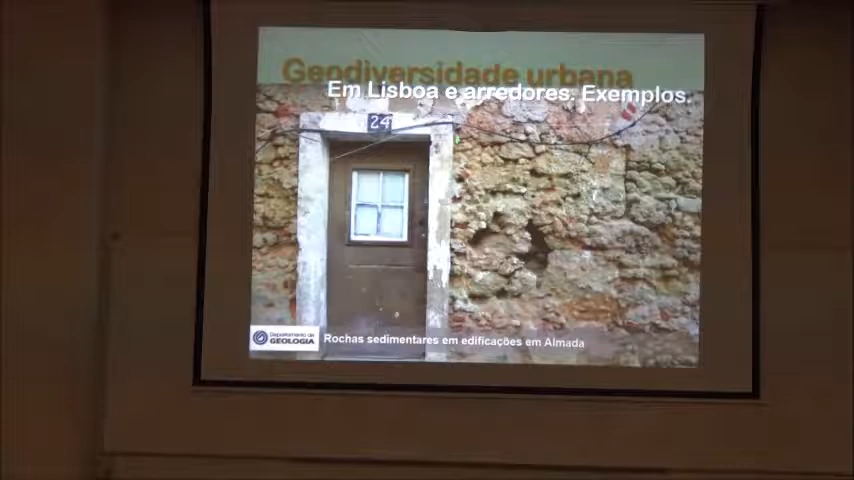 Geodiversidade urbana
Em Lisboa e arredores. Exemplos.
24
Departamento de
GEOLOGIA
Rochas sedimentares em edificações em Almada